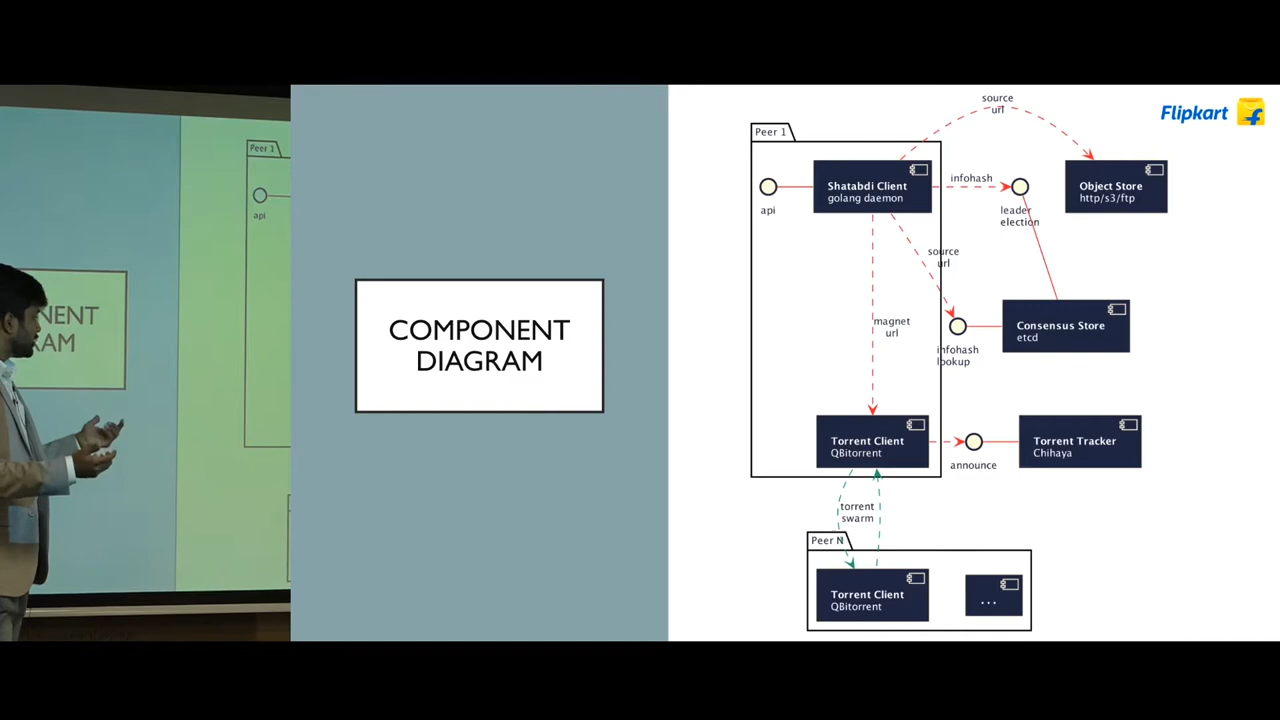 NENT
RAM
Peer 1
api
COMPONENT
DIAGRAM
Flipkart
source
url
Peer 1
Shatabdi Client
golang daemon
api
infohash
leader
election
Object Store
http/s3/ftp
source
url
magnet
url
infohash
lookup
Consensus Store
etcd
Torrent Client
QBitorrent
announce
Torrent Tracker
Chihaya
torrent
swarm
Peer N
Torrent Client
QBitorrent
...